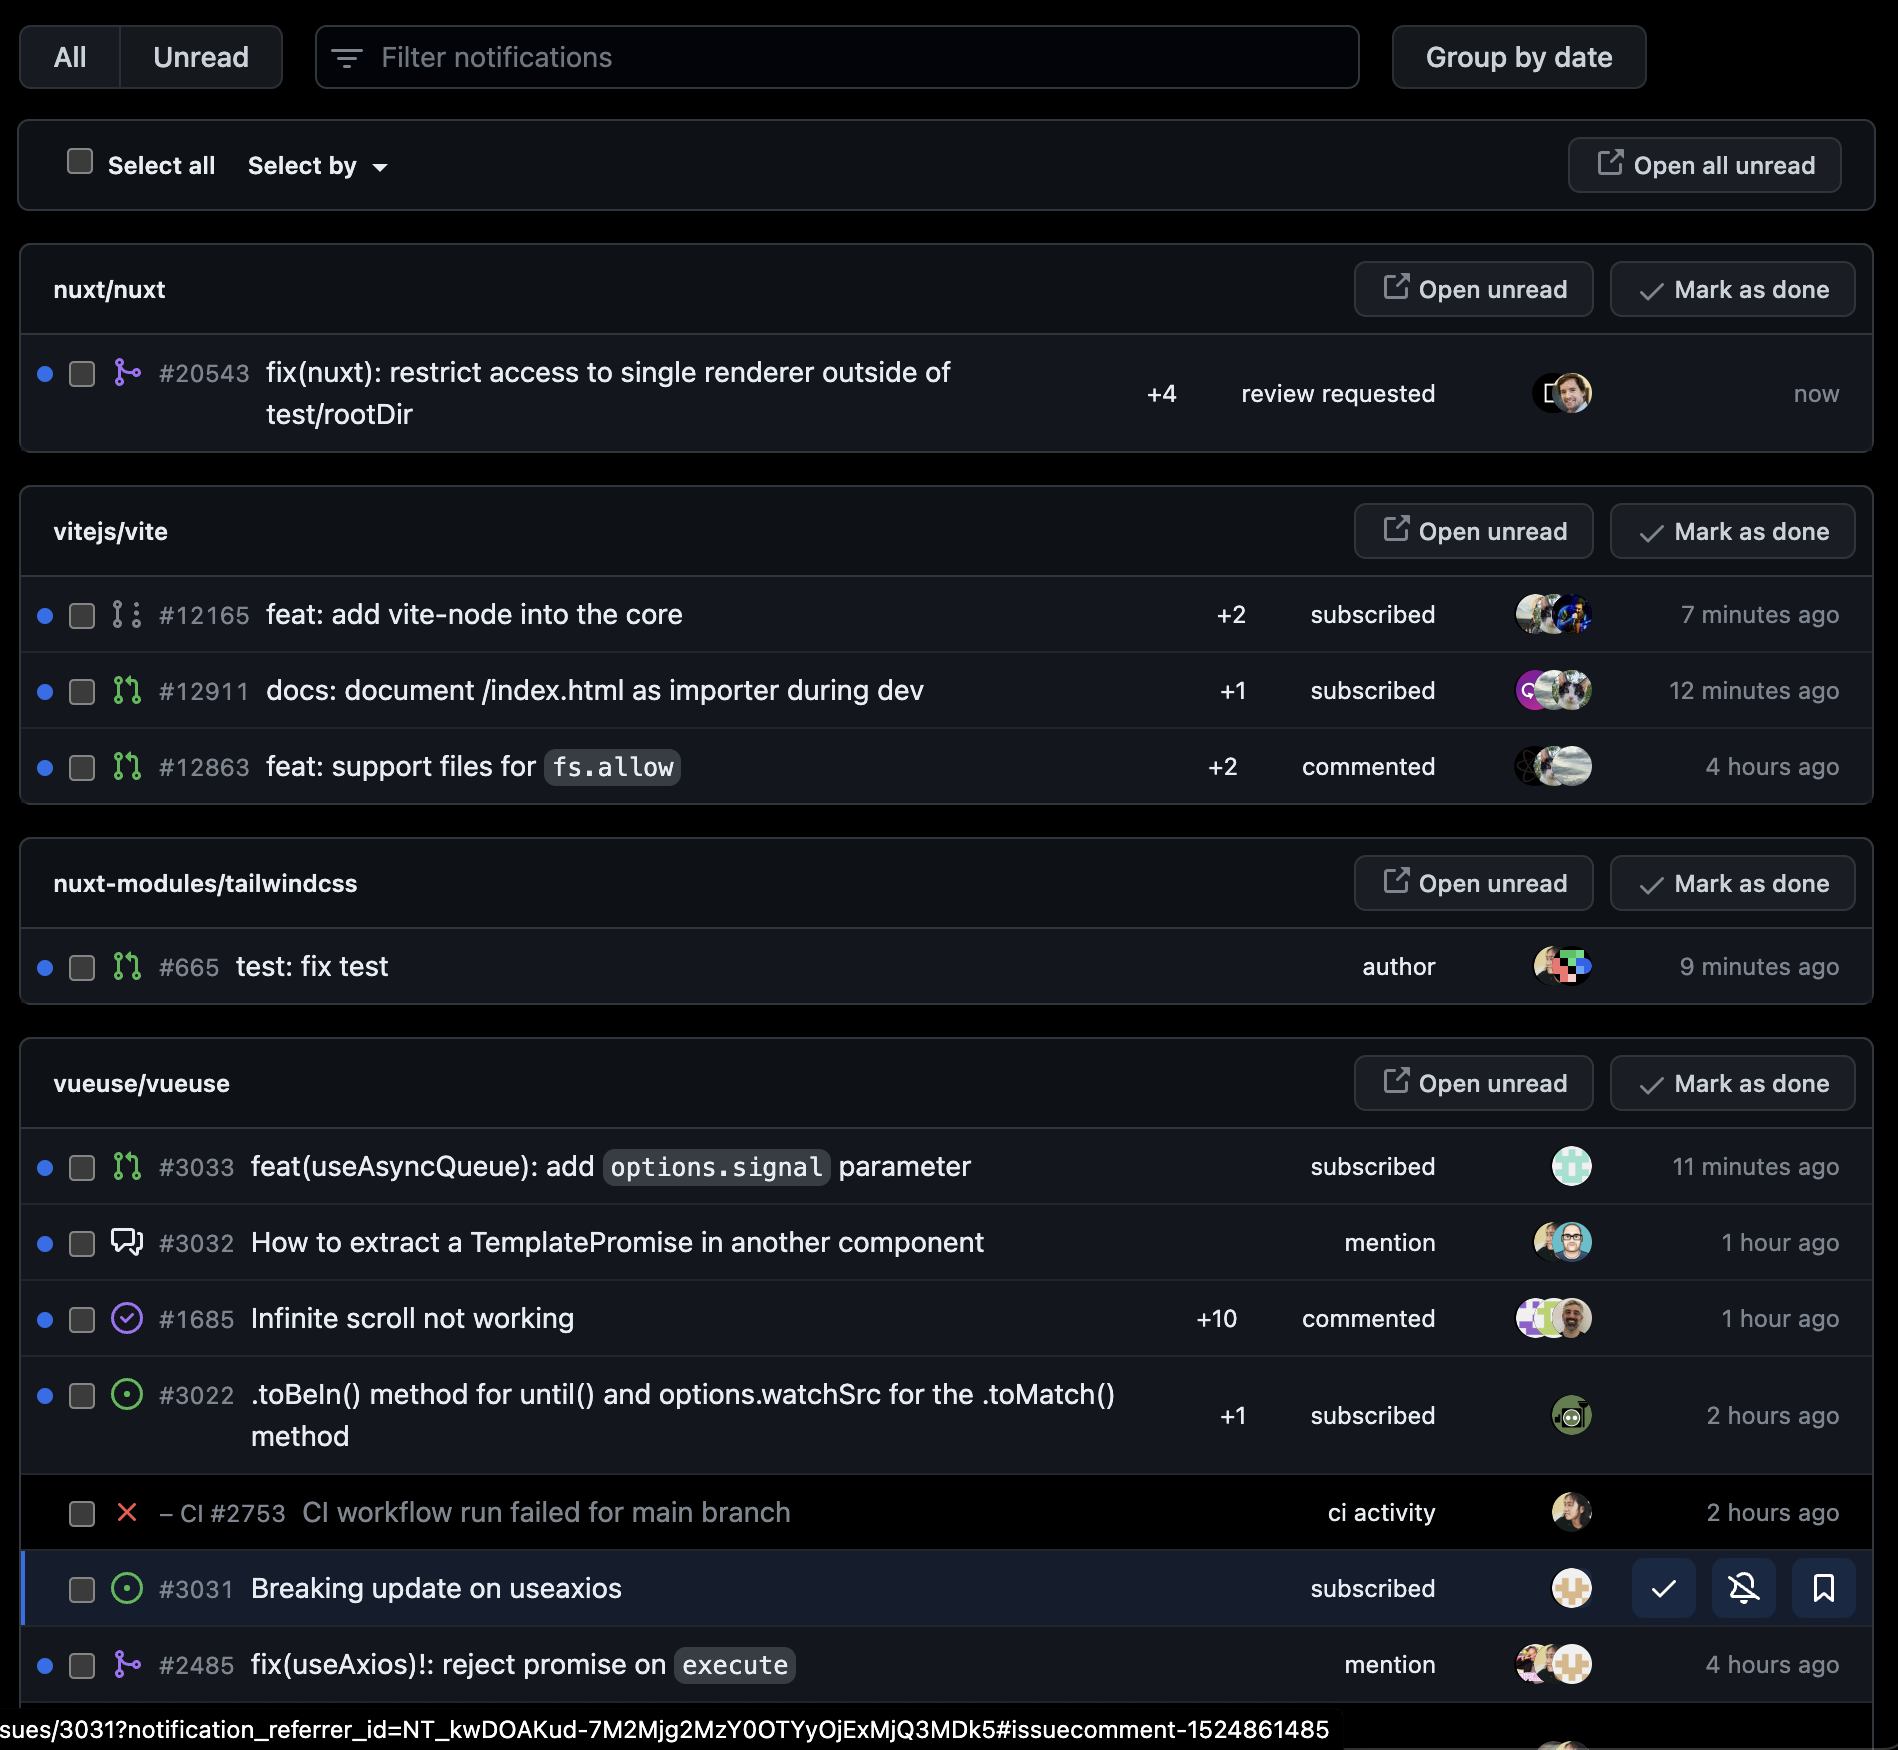 All Unread Filter notifications Group by date
Select all Select by Open all unread
nuxt/nuxt Open unread Mark as done
#20543 fix(nuxt): restrict access to single renderer outside of
test/rootDir
+4 review requested now
vitejs/vite Open unread Mark as done
#12165 feat: add vite-node into the core +2 subscribed 7 minutes ago
#12911 docs: document /index.html as importer during dev +1 subscribed 12 minutes ago
#12863 feat: support files for fs.allow +2 commented 4 hours ago
nuxt-modules/tailwindcss Open unread Mark as done
#665 test: fix test author 9 minutes ago
vueuse/vueuse Open unread Mark as done
#3033 feat(useAsyncQueue): add options.signal parameter subscribed 11 minutes ago
#3032 How to extract a TemplatePromise in another component mention 1 hour ago
#1685 Infinite scroll not working +10 commented 1 hour ago
#3022 .toBeIn() method for until() and options.watchSrc for the .toMatch()
method
+1 subscribed 2 hours ago
– CI #2753 CI workflow run failed for main branch ci activity 2 hours ago
#3031 Breaking update on useaxios subscribed
#2485 fix(useAxios)!: reject promise on execute mention 4 hours ago
sues/3031?notification_referrer_id=NT_kwDOAKud-7M2Mjg2MzY0OTYyOjExMjQ3MDk5#issuecomment-1524861485